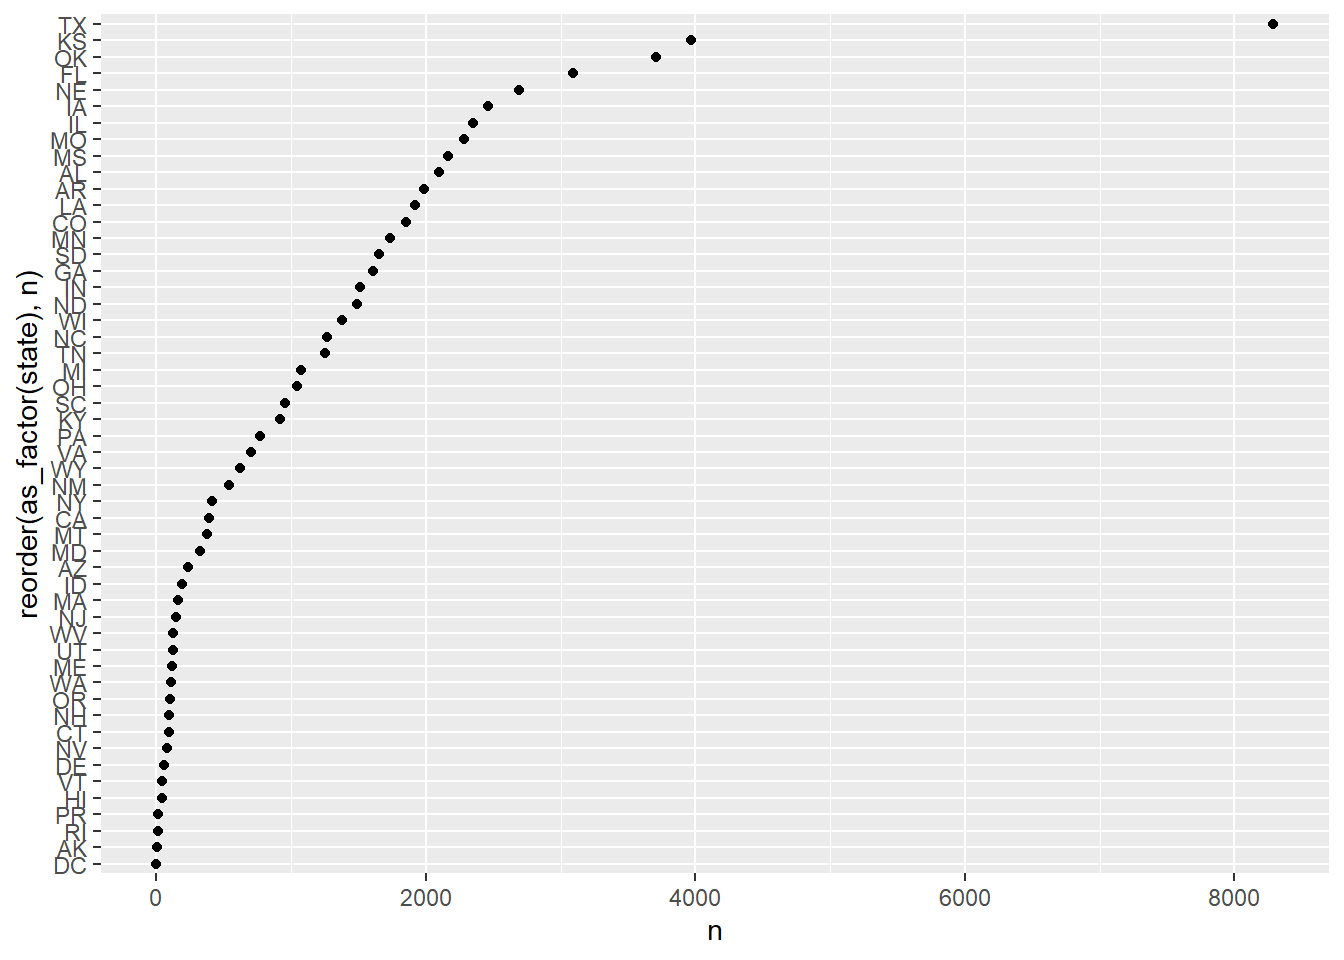 TX
KS
OK
FL
NE
IA
IL
MO
MS
AL
AR
LA
CO
MN
SD
GA
IN
ND
WI
NC
TN
MI
OH
SC
KY
PA
VA
WY
NM
NY
CA
MT
MD
AZ
ID
MA
NJ
WV
UT
ME
WA
OR
NH
CT
NV
DE
VT
HI
PR
RI
AK
DC
reorder(as_factor(state), n)
0 2000 4000 6000 8000
n